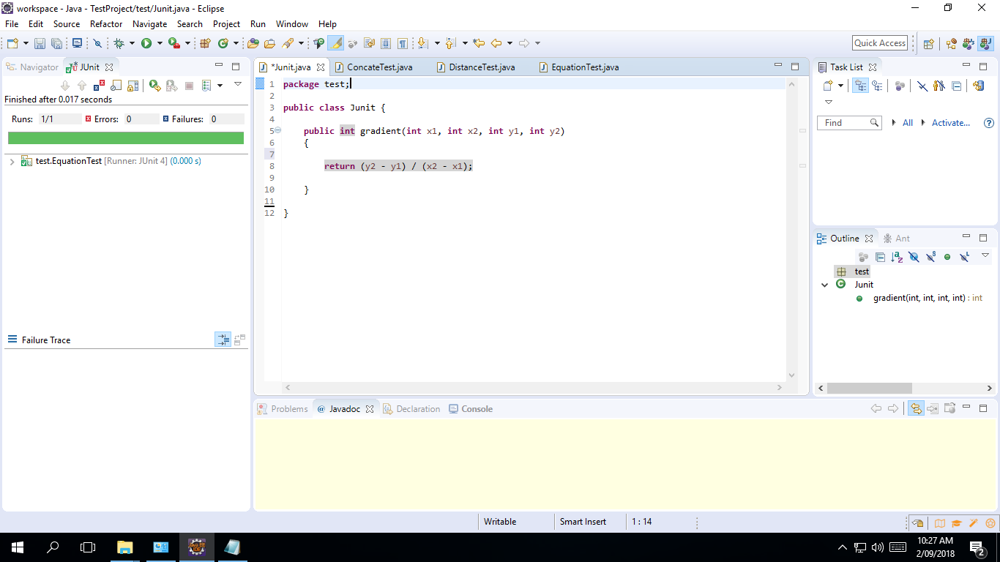 workspace - Java - TestProject/test/Junit.java - Eclipse
File Edit Source Refactor Navigate Search Project Run Window Help
Quick Access
Navigator JUnit
Finished after 0.017 seconds
Runs: 1/1 Errors: 0 Failures: 0
test.EquationTest [Runner: JUnit 4] (0.000 s)
Failure Trace
*Junit.java ConcateTest.java DistanceTest.java EquationTest.java
1 package test;
2
3 public class Junit {
4
5 public int gradient(int x1, int x2, int y1, int y2)
6 {
7
8 return (y2 - y1) / (x2 - x1);
9
10 }
11
12 }
Task List
Find All Activate...
Outline Ant
test
Junit
gradient(int, int, int, int) : int
Problems @ Javadoc Declaration Console
Writable Smart Insert 1 : 14
10:27 AM
2/09/2018
2